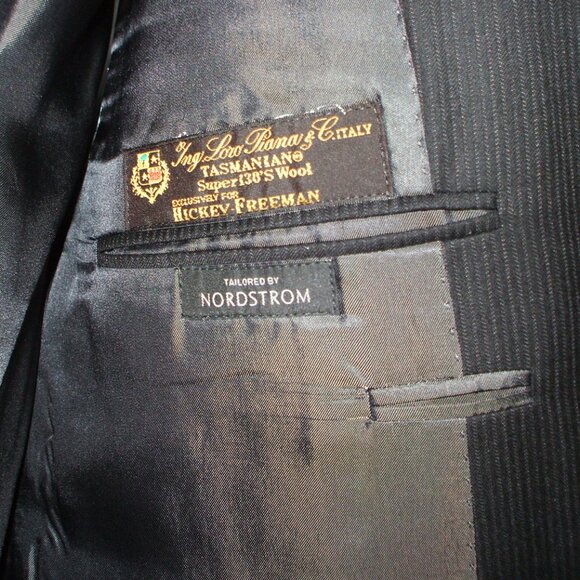 Ing. Loro Piana & C. ITALY
TASMANIAN®
Super 130'S Wool
EXCLUSIVELY FOR
HICKEY-FREEMAN
TAILORED BY
NORDSTROM